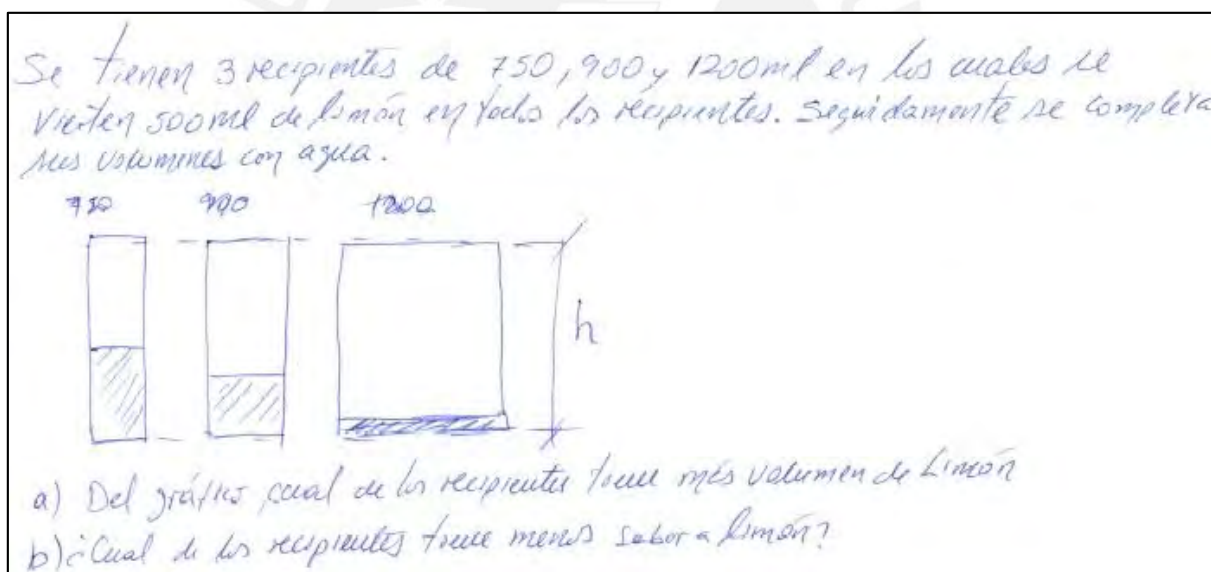 Se tienen 3 recipientes de 750, 900 y 1200ml en los cuales se
vierten 500ml de limón en todos los recipientes. Seguidamente se completa
sus volumenes con agua.
750 900 1200
h
a) Del gráfico cual de los recipientes tiene más volumen de Limón
b) ¿Cual de los recipientes tiene menos sabor a limón?